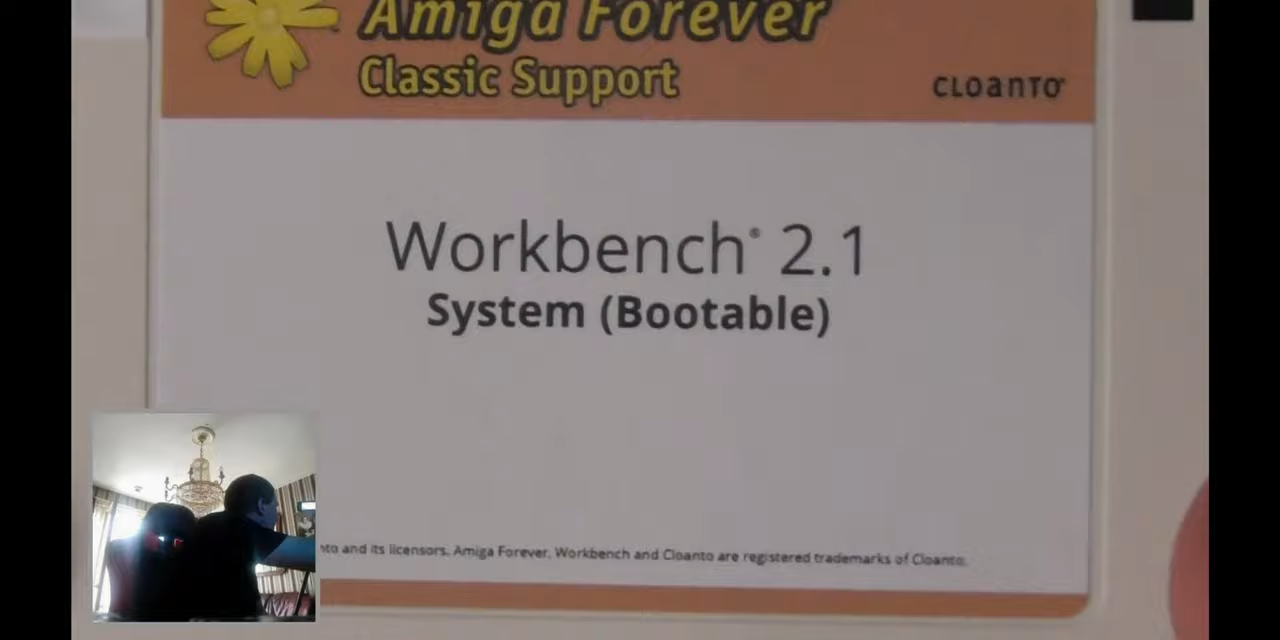 Amiga Forever
Classic Support
CLOANTO
Workbench® 2.1
System (Bootable)
and its licensors. Amiga Forever, Workbench and Cloanto are registered trademarks of Cloanto.